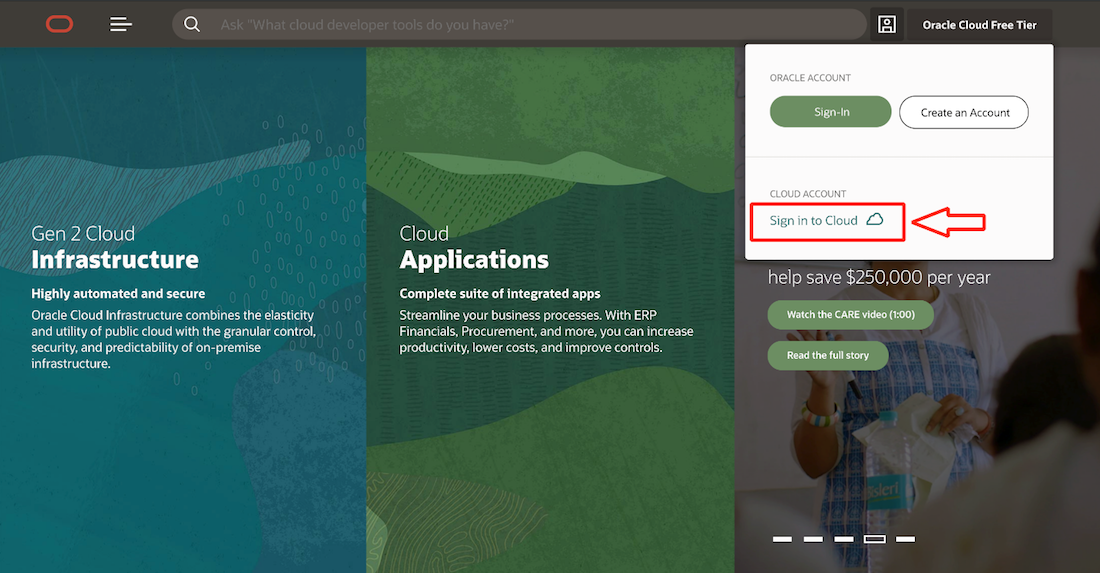 Ask "What cloud developer tools do you have?"
Oracle Cloud Free Tier
ORACLE ACCOUNT
Sign-In
Create an Account
CLOUD ACCOUNT
Sign in to Cloud
Gen 2 Cloud
Infrastructure
Highly automated and secure
Oracle Cloud Infrastructure combines the elasticity
and utility of public cloud with the granular control,
security, and predictability of on-premise
infrastructure.
Cloud
Applications
Complete suite of integrated apps
Streamline your business processes. With ERP
Financials, Procurement, and more, you can increase
productivity, lower costs, and improve controls.
help save $250,000 per year
Watch the CARE video (1:00)
Read the full story